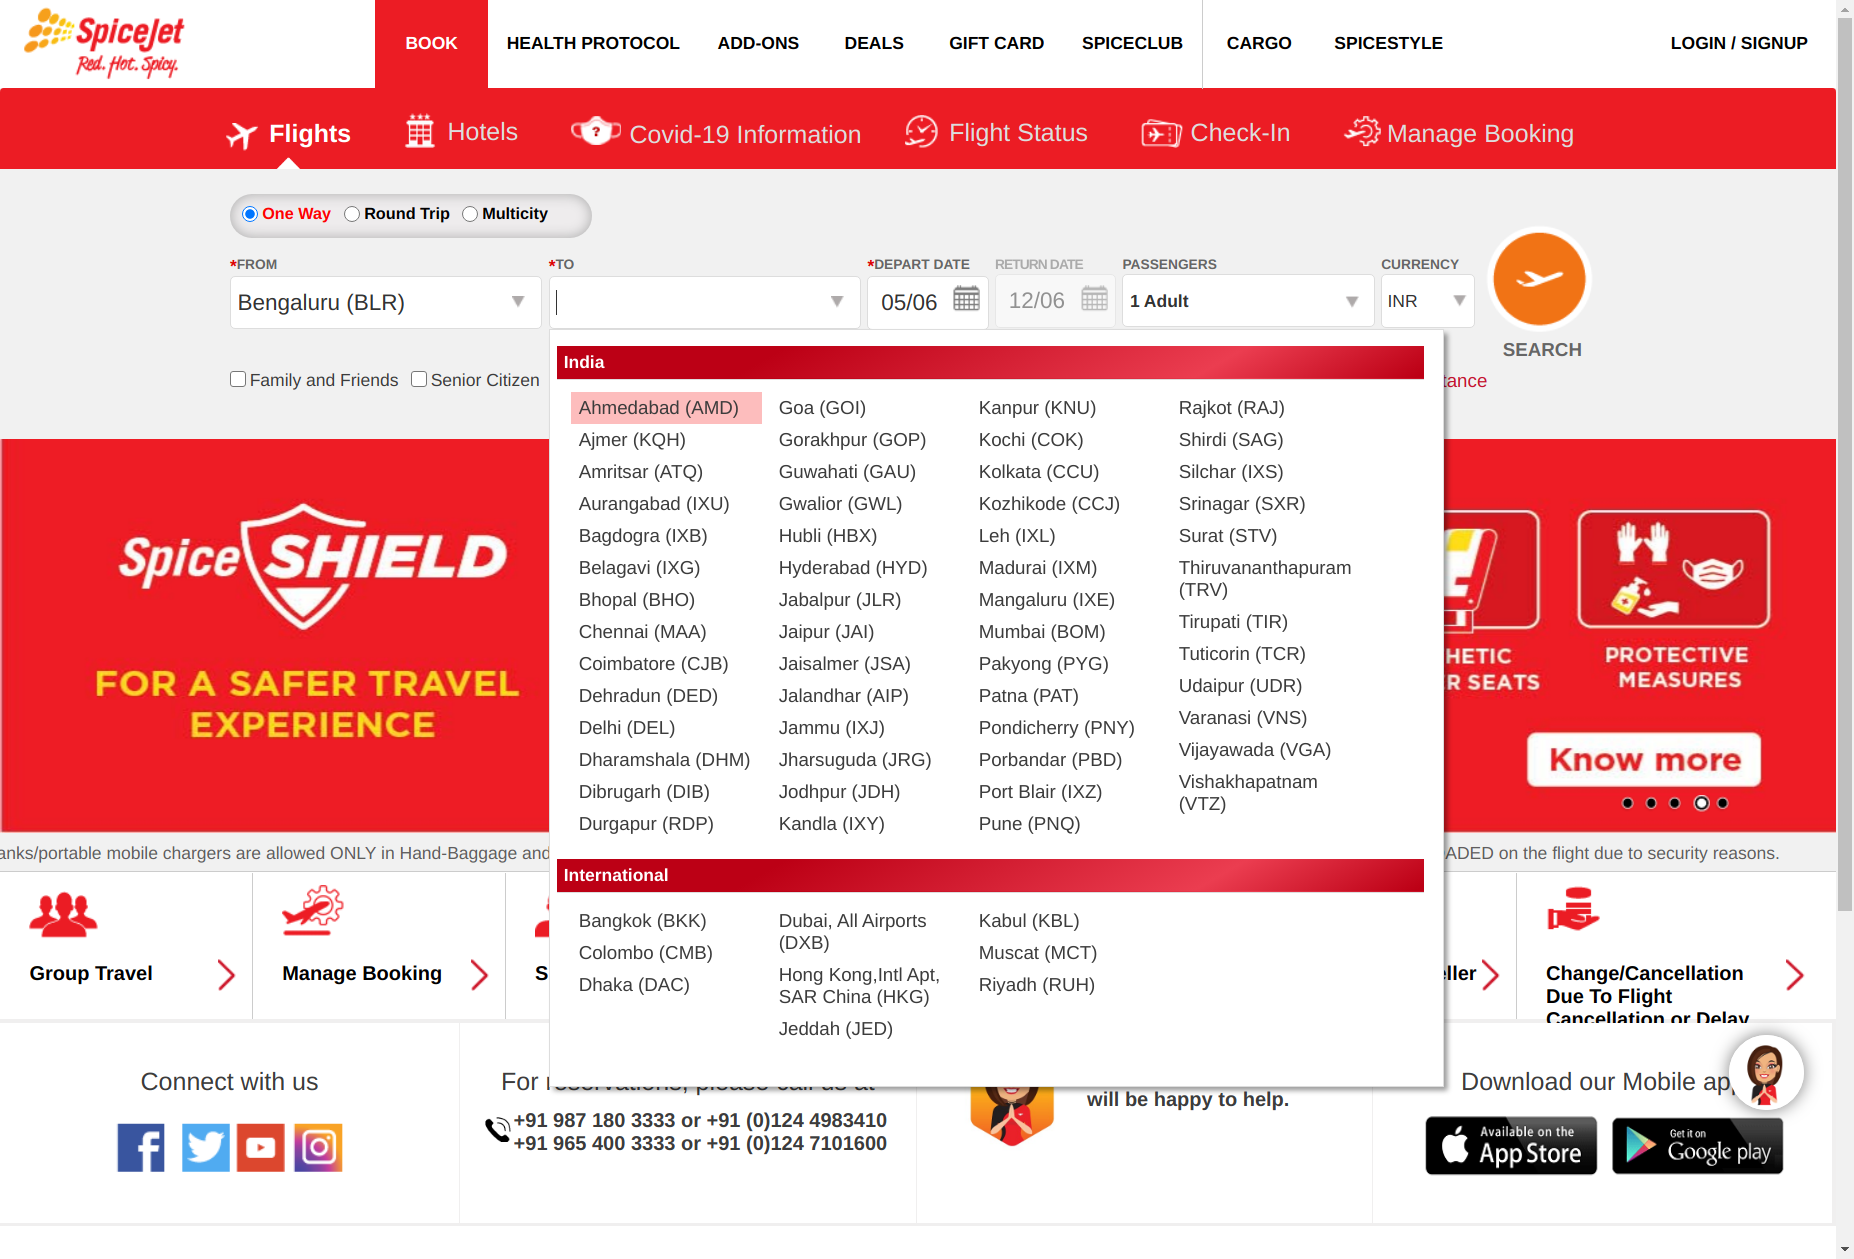 SpiceJet
Red. Hot. Spicy.
BOOK
HEALTH PROTOCOL
ADD-ONS
DEALS
GIFT CARD
SPICECLUB
CARGO
SPICESTYLE
LOGIN / SIGNUP
Flights
Hotels
Covid-19 Information
Flight Status
Check-In
Manage Booking
One Way
Round Trip
Multicity
*FROM
*TO
*DEPART DATE
RETURN DATE
PASSENGERS
CURRENCY
Bengaluru (BLR)
05/06
12/06
1 Adult
INR
SEARCH
Family and Friends
Senior Citizen
tance
India
Ahmedabad (AMD)
Ajmer (KQH)
Amritsar (ATQ)
Aurangabad (IXU)
Bagdogra (IXB)
Belagavi (IXG)
Bhopal (BHO)
Chennai (MAA)
Coimbatore (CJB)
Dehradun (DED)
Delhi (DEL)
Dharamshala (DHM)
Dibrugarh (DIB)
Durgapur (RDP)
Goa (GOI)
Gorakhpur (GOP)
Guwahati (GAU)
Gwalior (GWL)
Hubli (HBX)
Hyderabad (HYD)
Jabalpur (JLR)
Jaipur (JAI)
Jaisalmer (JSA)
Jalandhar (AIP)
Jammu (IXJ)
Jharsuguda (JRG)
Jodhpur (JDH)
Kandla (IXY)
Kanpur (KNU)
Kochi (COK)
Kolkata (CCU)
Kozhikode (CCJ)
Leh (IXL)
Madurai (IXM)
Mangaluru (IXE)
Mumbai (BOM)
Pakyong (PYG)
Patna (PAT)
Pondicherry (PNY)
Porbandar (PBD)
Port Blair (IXZ)
Pune (PNQ)
Rajkot (RAJ)
Shirdi (SAG)
Silchar (IXS)
Srinagar (SXR)
Surat (STV)
Thiruvananthapuram
(TRV)
Tirupati (TIR)
Tuticorin (TCR)
Udaipur (UDR)
Varanasi (VNS)
Vijayawada (VGA)
Vishakhapatnam
(VTZ)
International
Bangkok (BKK)
Colombo (CMB)
Dhaka (DAC)
Dubai, All Airports
(DXB)
Hong Kong,Intl Apt,
SAR China (HKG)
Jeddah (JED)
Kabul (KBL)
Muscat (MCT)
Riyadh (RUH)
Spice SHIELD
FOR A SAFER TRAVEL
EXPERIENCE
HETIC
R SEATS
PROTECTIVE
MEASURES
Know more
anks/portable mobile chargers are allowed ONLY in Hand-Baggage and
ADED on the flight due to security reasons.
Group Travel
Manage Booking
S
ller
Change/Cancellation
Due To Flight
Cancellation or Delay
Connect with us
For reservations, please call us at
+91 987 180 3333 or +91 (0)124 4983410
+91 965 400 3333 or +91 (0)124 7101600
will be happy to help.
Download our Mobile ap
Available on the
App Store
Get it on
Google play